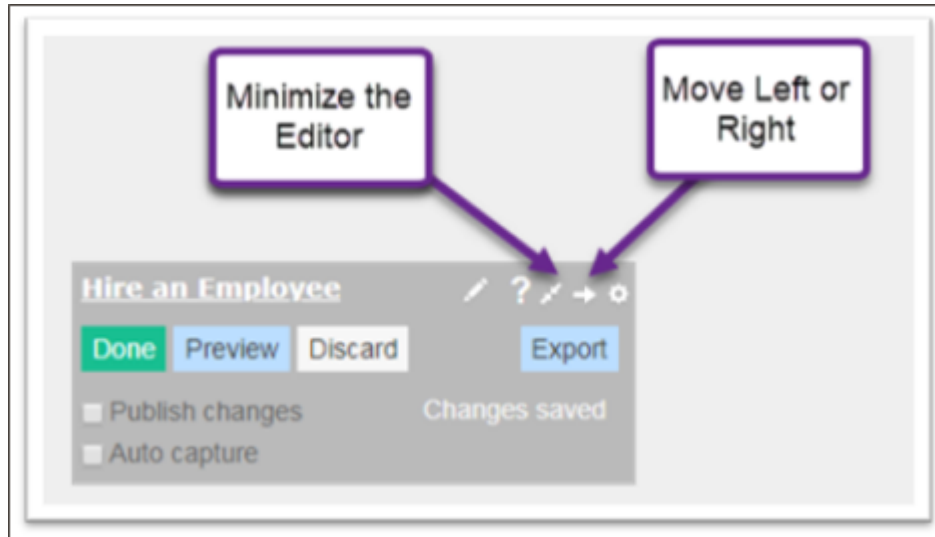 Minimize the
Editor
Move Left or
Right
Hire an Employee ?
Done Preview Discard Export
Publish changes Changes saved
Auto capture